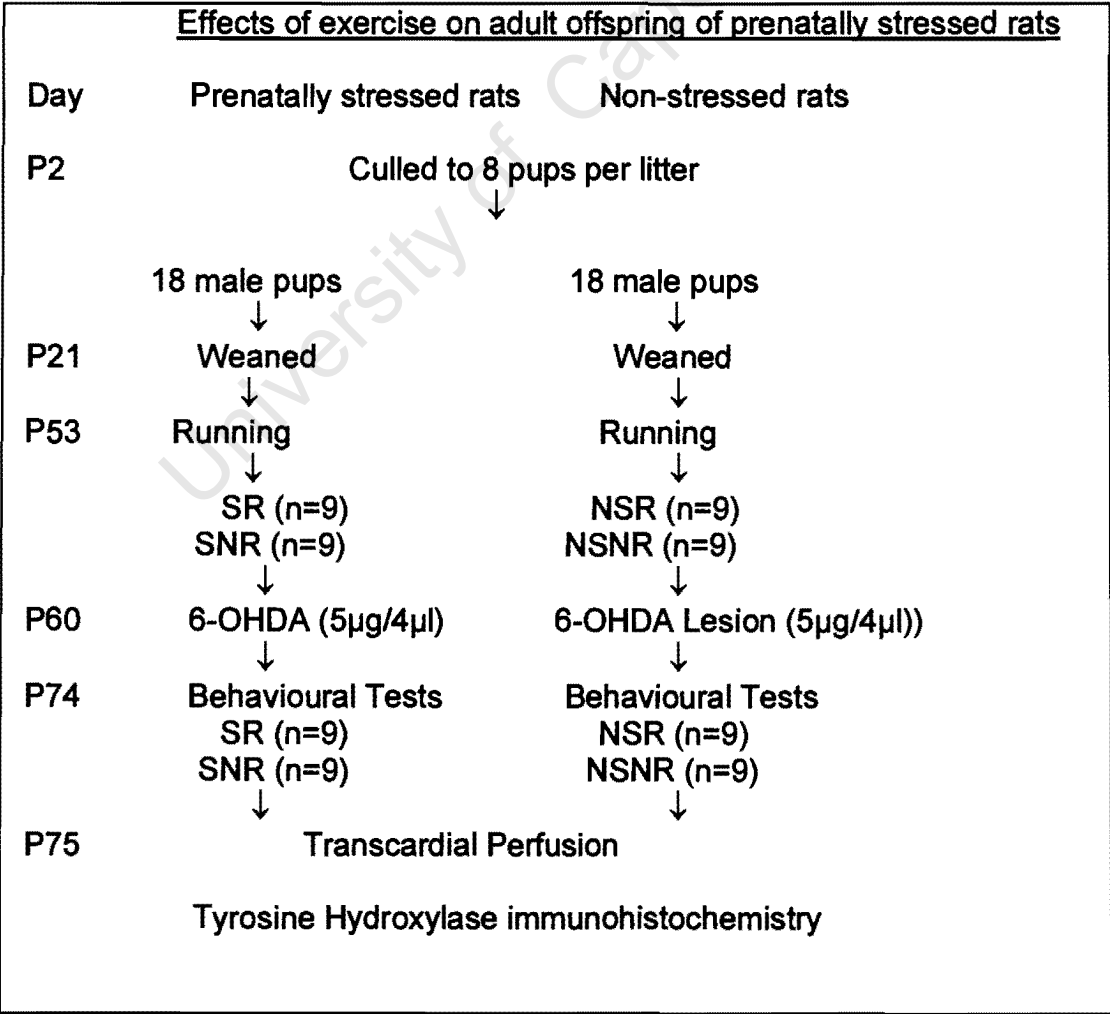 Effects of exercise on adult offspring of prenatally stressed rats
Day Prenatally stressed rats Non-stressed rats
P2 Culled to 8 pups per litter
↓
18 male pups 18 male pups
↓ ↓
P21 Weaned Weaned
↓ ↓
P53 Running Running
↓ ↓
SR (n=9) NSR (n=9)
SNR (n=9) NSNR (n=9)
↓ ↓
P60 6-OHDA (5µg/4µl) 6-OHDA Lesion (5µg/4µl))
↓ ↓
P74 Behavioural Tests Behavioural Tests
SR (n=9) NSR (n=9)
SNR (n=9) NSNR (n=9)
↓ ↓
P75 Transcardial Perfusion
Tyrosine Hydroxylase immunohistochemistry
University of